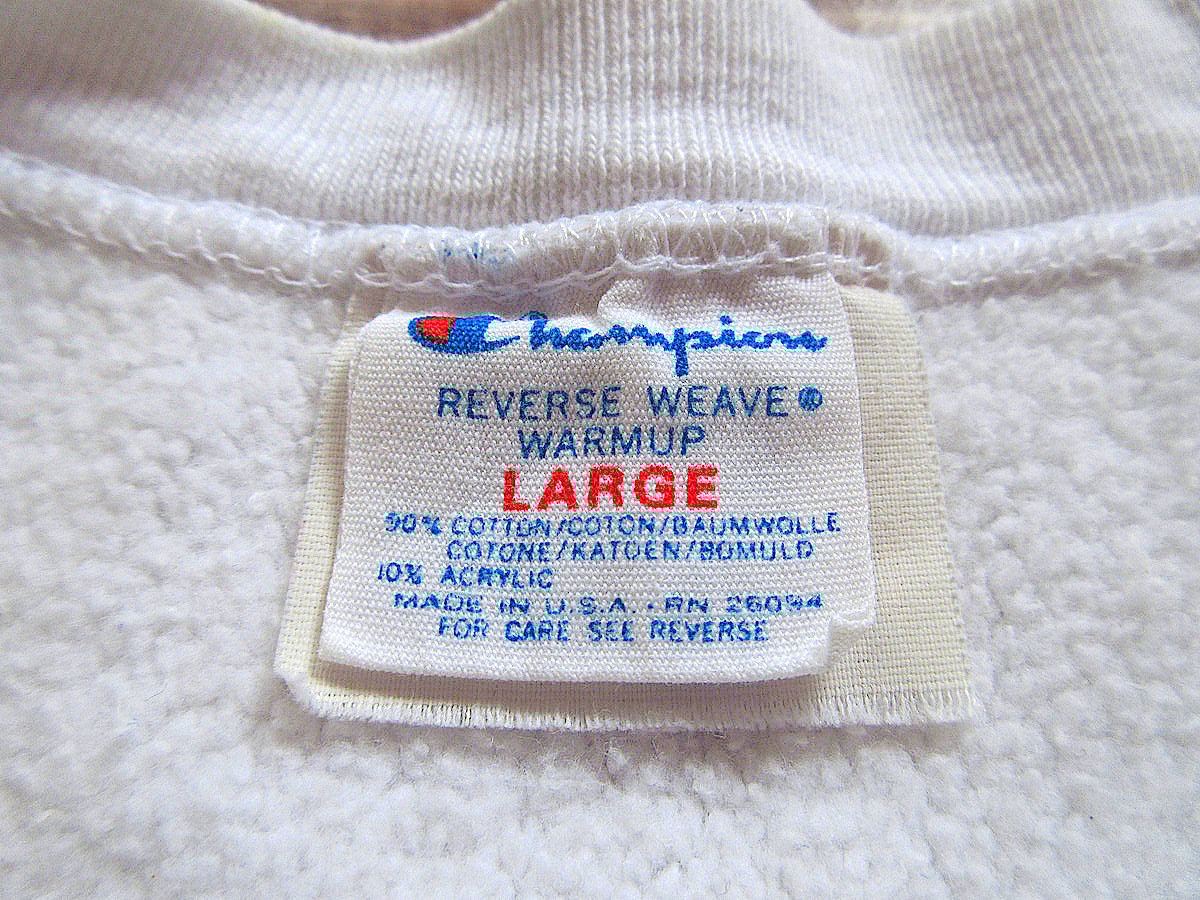 Champion
REVERSE WEAVE®
WARMUP
LARGE
90% COTTON/COTON/BAUMWOLLE
COTONE/KATOEN/BOMULD
10% ACRYLIC
MADE IN U.S.A. · RN 26094
FOR CARE SEE REVERSE